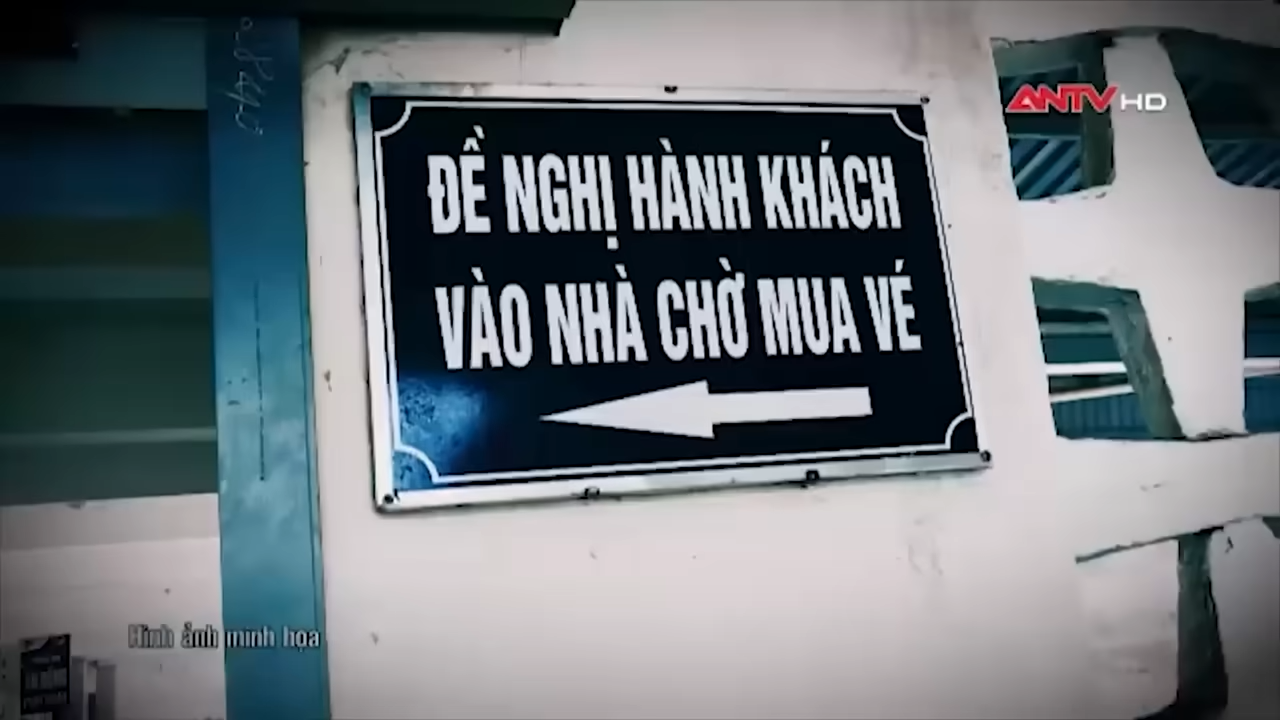 ANTV HD
ĐỀ NGHỊ HÀNH KHÁCH
VÀO NHÀ CHỜ MUA VÉ
Hình ảnh minh họa